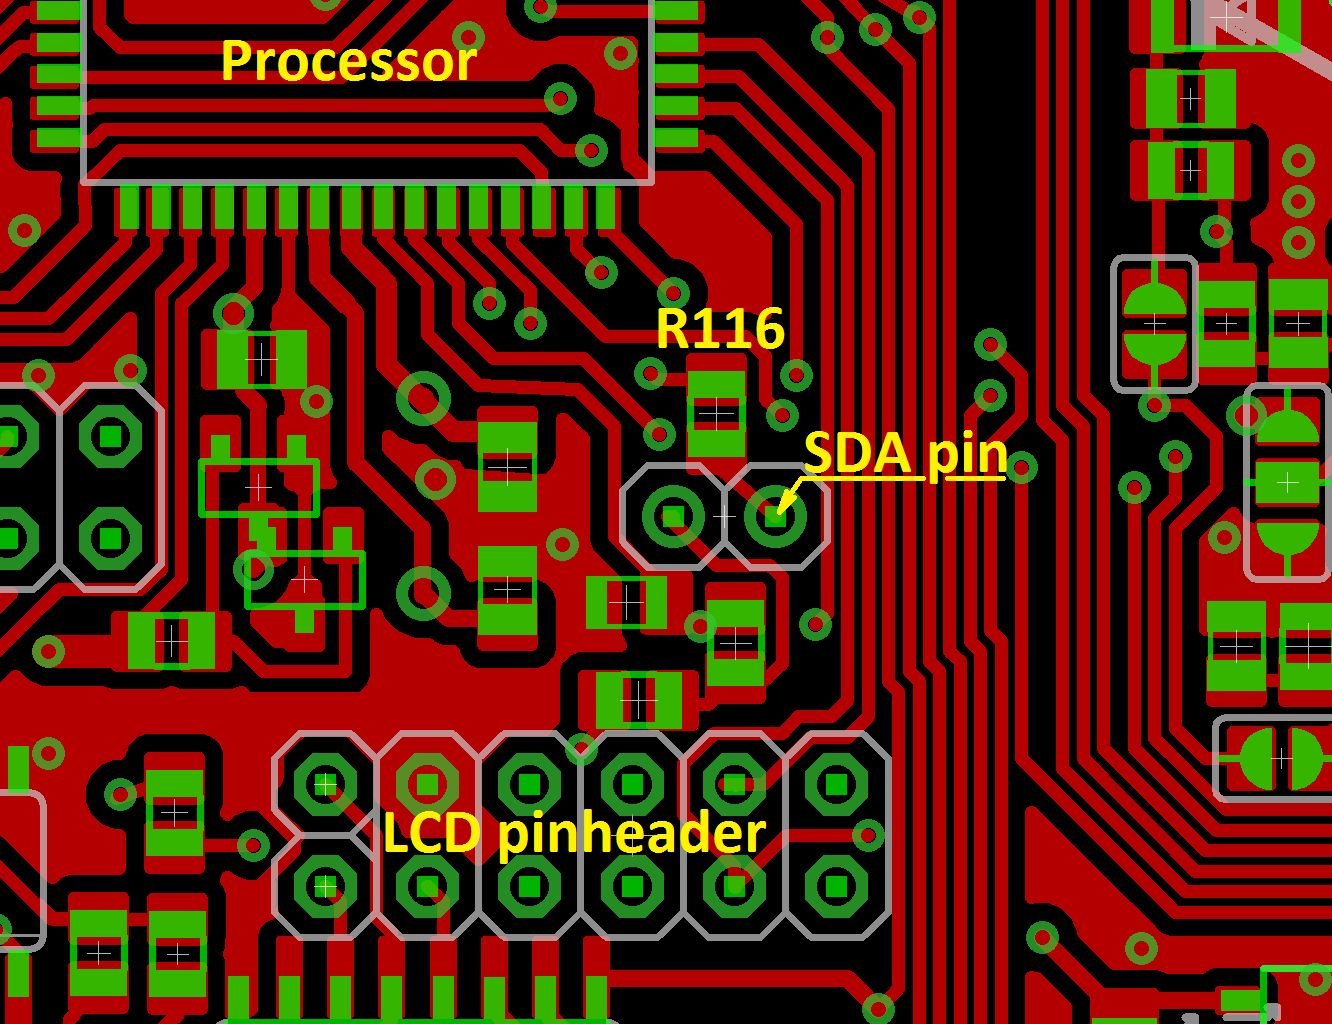 Processor
R116
SDA pin
LCD pinheader